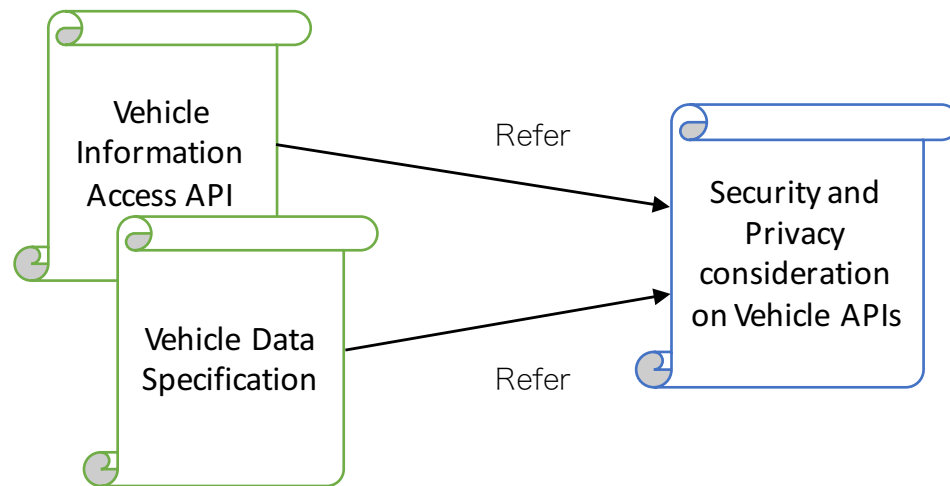 Vehicle
Information
Access API
Vehicle Data
Specification
Refer
Refer
Security and
Privacy
consideration
on Vehicle APIs